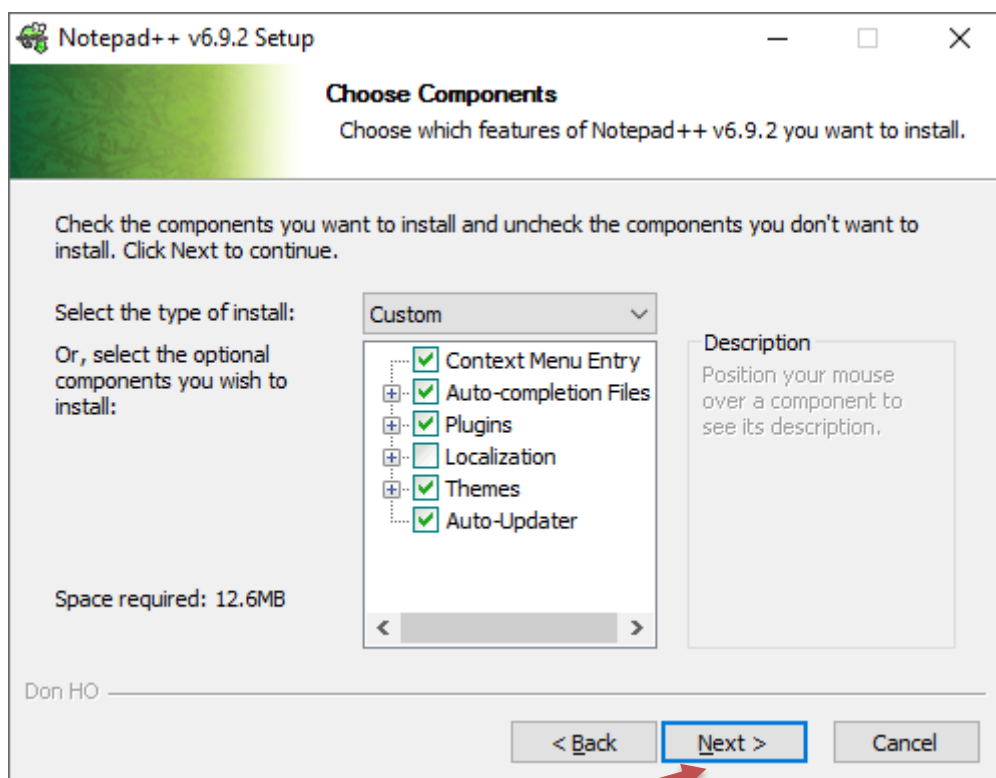 Notepad++ v6.9.2 Setup
Choose Components
Choose which features of Notepad++ v6.9.2 you want to install.
Check the components you want to install and uncheck the components you don't want to
install. Click Next to continue.
Select the type of install:
Custom
Or, select the optional
components you wish to
install:
Context Menu Entry
Auto-completion Files
Plugins
Localization
Themes
Auto-Updater
Description
Position your mouse
over a component to
see its description.
Space required: 12.6MB
Don HO
< Back
Next >
Cancel